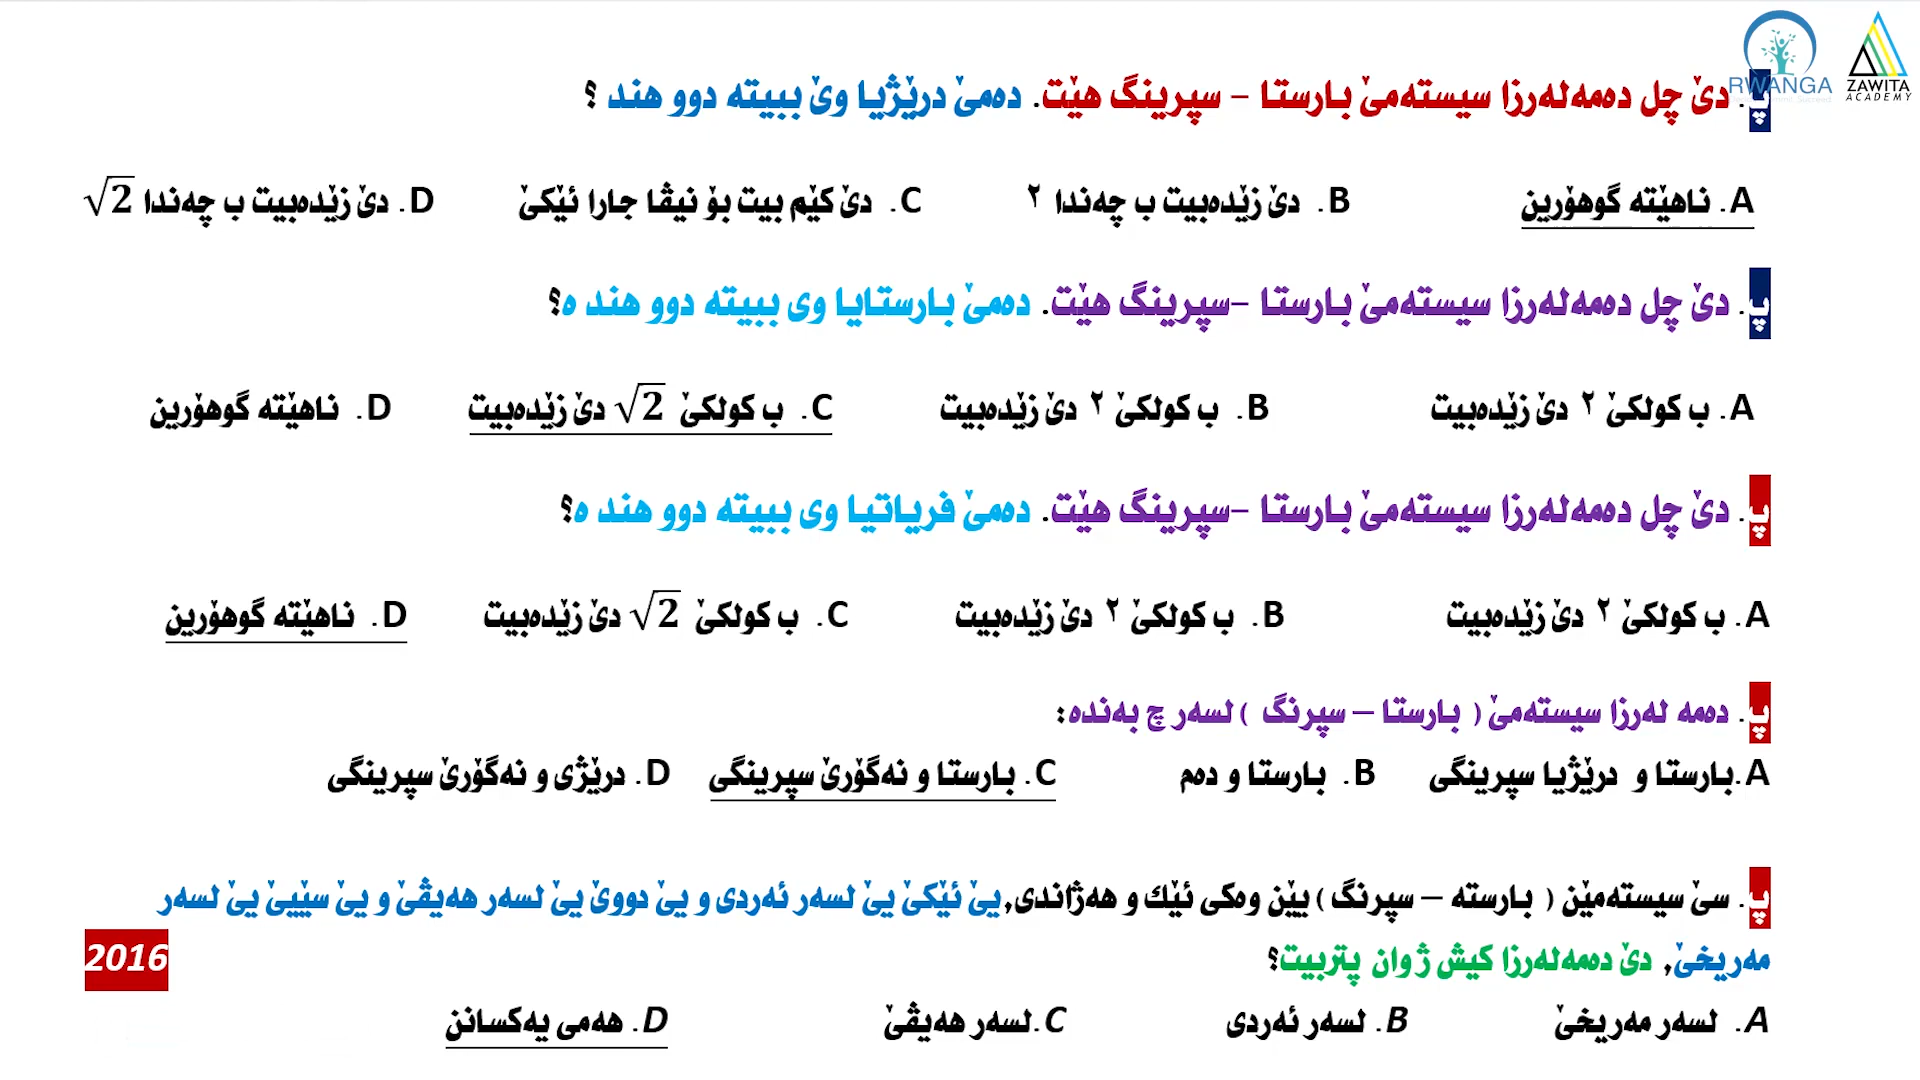 RWANGA
ZAWITA
ACADEMY
پ. دێ چل دەمەلەرزا سیستەمێ بارستا – سپرینگ هێت. دەمێ درێژیا وێ ببیتە دوو هند ؟
A. ناهێتە گوهۆرین B. دێ زێدەبیت ب چەندا ٢ C. دێ کێم بیت بۆ نیڤا جارا ئێکێ D. دێ زێدەبیت ب چەندا √2
پ. دێ چل دەمەلەرزا سیستەمێ بارستا –سپرینگ هێت. دەمێ بارستایا وی ببیتە دوو هند ە؟
A. ب کولکێ ٢ دێ زێدەبیت B. ب کولکێ ٢ دێ زێدەبیت C. ب کولکێ √2 دێ زێدەبیت D. ناهێتە گوهۆرین
پ. دێ چل دەمەلەرزا سیستەمێ بارستا –سپرینگ هێت. دەمێ فریاتیا وی ببیتە دوو هند ە؟
A. ب کولکێ ٢ دێ زێدەبیت B. ب کولکێ ٢ دێ زێدەبیت C. ب کولکێ √2 دێ زێدەبیت D. ناهێتە گوهۆرین
پ. دەمە لەرزا سیستەمێ ( بارستا – سپرنگ ) لسەر چ بەندە:
A.بارستا و درێژیا سپرینگی B. بارستا و دەم C. بارستا و نەگۆرێ سپرینگی D. درێژی و نەگۆرێ سپرینگی
پ. سێ سیستەمێن ( بارستە – سپرنگ ) یێن وەکی ئێك و هەژاندی, یێ ئێکێ یێ لسەر ئەردی و یێ دووێ یێ لسەر هەیڤێ و یێ سێیێ یێ لسەر
مەریخێ, دێ دەمەلەرزا کیش ژ وان پتربیت؟
2016
A. لسەر مەریخێ B. لسەر ئەردی C.لسەر هەیڤێ D. هەمی یەکسانن